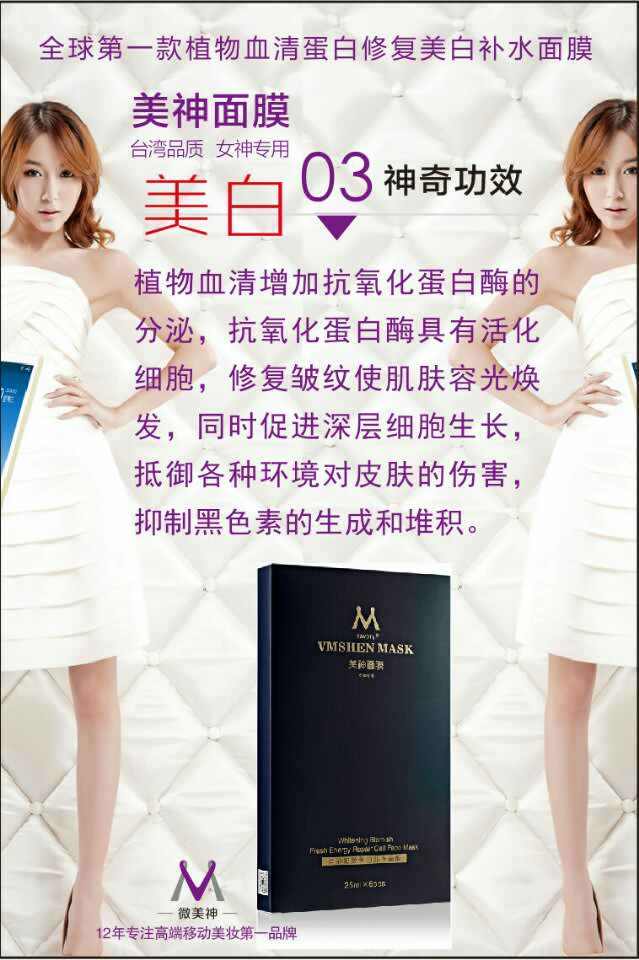 全球第一款植物血清蛋白修复美白补水面膜
美神面膜
台湾品质 女神专用
美白
03 神奇功效
植物血清增加抗氧化蛋白酶的
分泌，抗氧化蛋白酶具有活化
细胞，修复皱纹使肌肤容光焕
发，同时促进深层细胞生长，
抵御各种环境对皮肤的伤害，
抑制黑色素的生成和堆积。
VMSHEN MASK
美神面膜
Whitening Blemish
Fresh Energy Repair Cell Face Mask
25ml×6pcs
微美神
12年专注高端移动美妆第一品牌